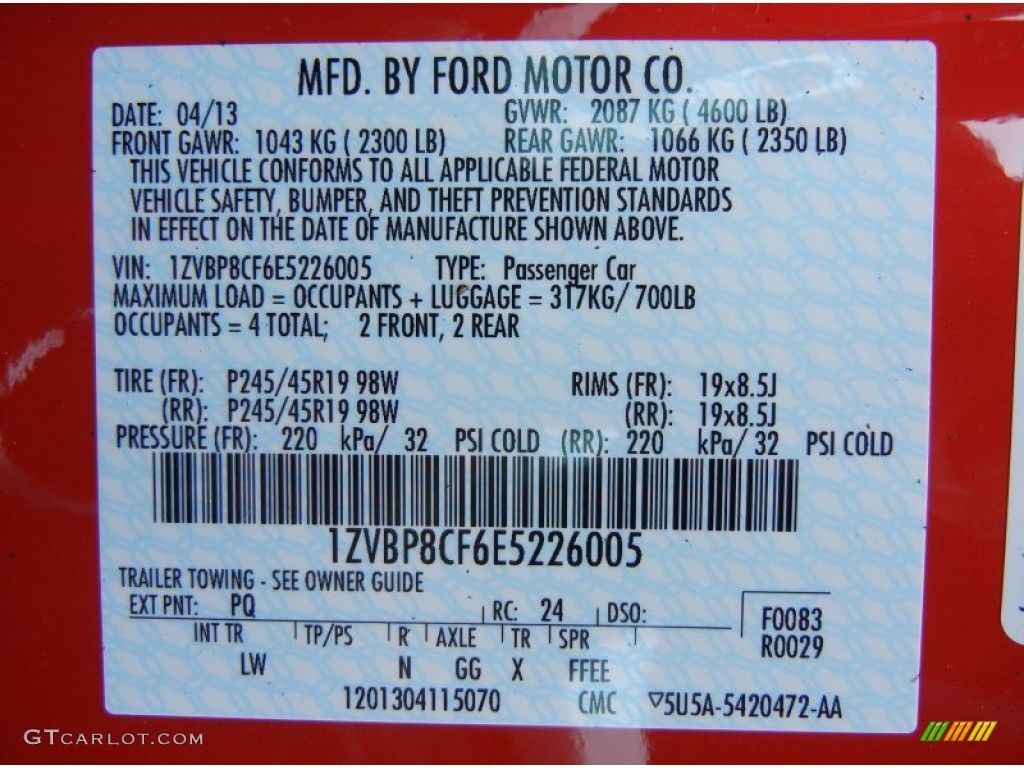 MFD. BY FORD MOTOR CO.
DATE: 04/13 GVWR: 2087 KG ( 4600 LB)
FRONT GAWR: 1043 KG ( 2300 LB) REAR GAWR: 1066 KG ( 2350 LB)
THIS VEHICLE CONFORMS TO ALL APPLICABLE FEDERAL MOTOR
VEHICLE SAFETY, BUMPER, AND THEFT PREVENTION STANDARDS
IN EFFECT ON THE DATE OF MANUFACTURE SHOWN ABOVE.
VIN: 1ZVBP8CF6E5226005 TYPE: Passenger Car
MAXIMUM LOAD = OCCUPANTS + LUGGAGE = 317KG/ 700LB
OCCUPANTS = 4 TOTAL; 2 FRONT, 2 REAR
TIRE (FR): P245/45R19 98W RIMS (FR): 19x8.5J
(RR): P245/45R19 98W (RR): 19x8.5J
PRESSURE (FR): 220 kPa/ 32 PSI COLD (RR): 220 kPa/ 32 PSI COLD
1ZVBP8CF6E5226005
TRAILER TOWING - SEE OWNER GUIDE
EXT PNT: PQ RC: 24 DSO: F0083
INT TR TP/PS R AXLE TR SPR R0029
LW N GG X FFEE
1201304115070 CMC ▽5U5A-5420472-AA
GTCARLOT.COM